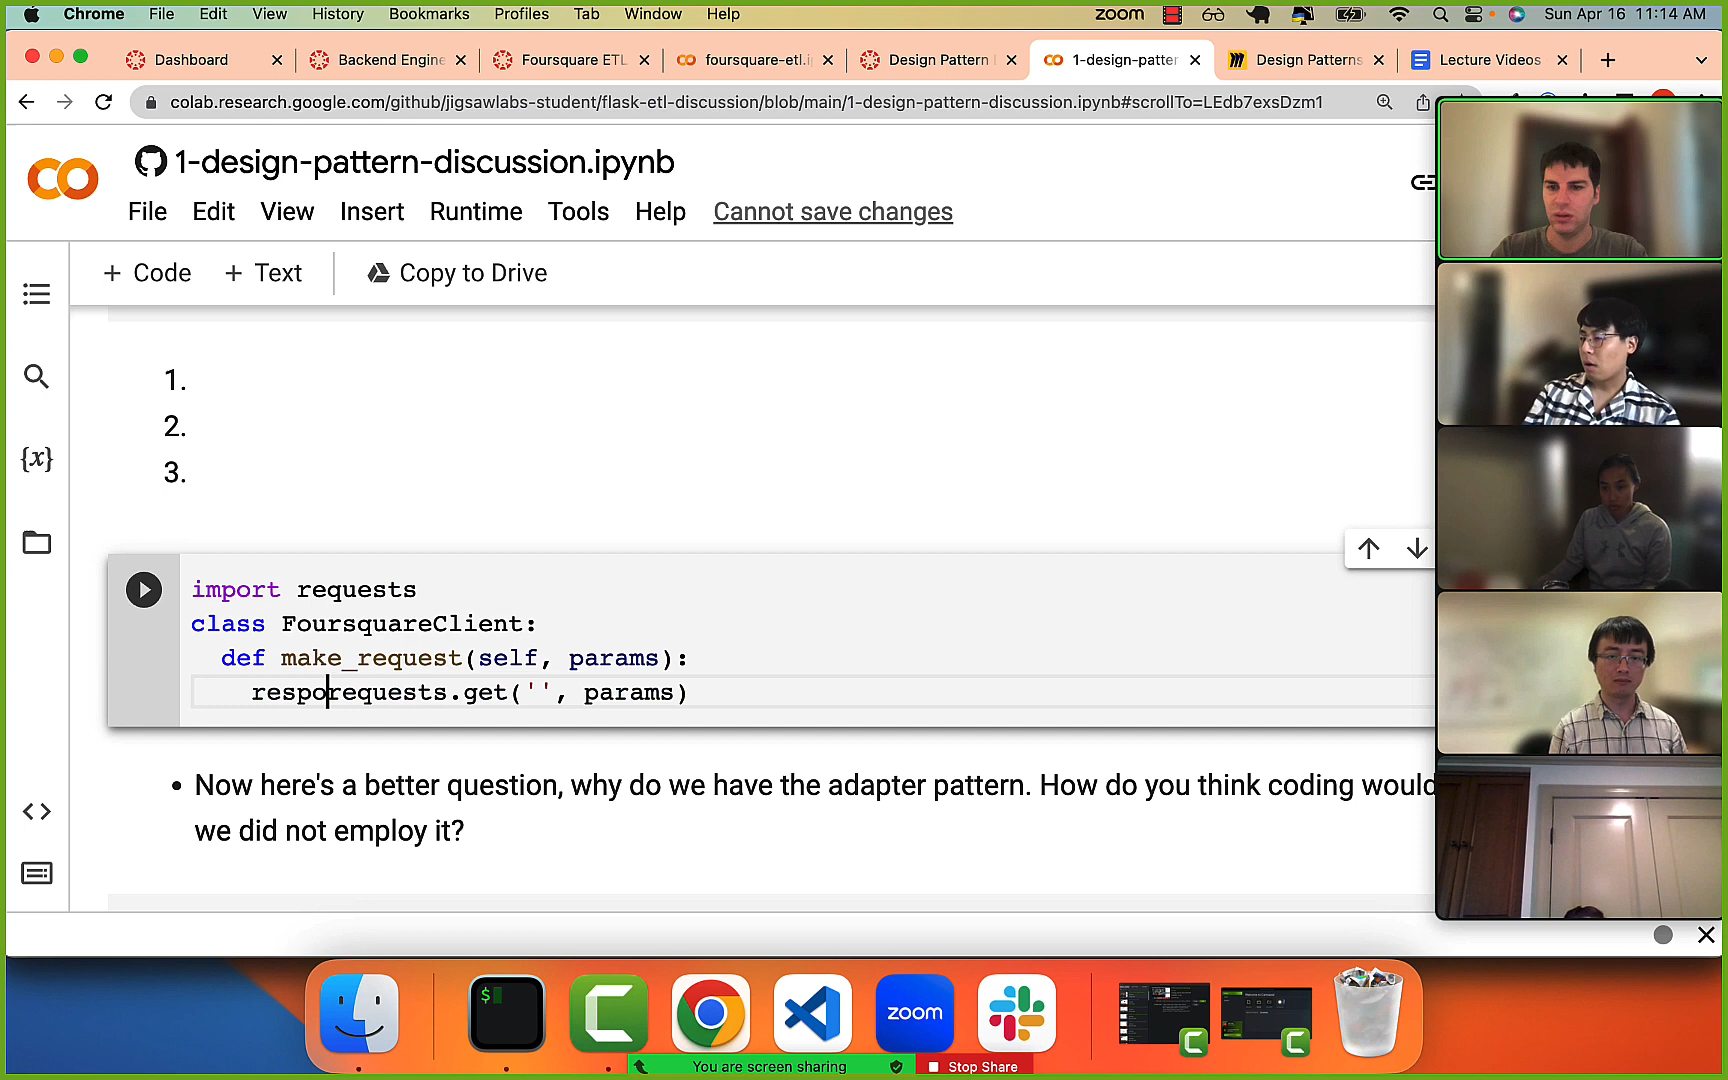 Chrome File Edit View History Bookmarks Profiles Tab Window Help zoom Sun Apr 16 11:14 AM
Dashboard Backend Engine Foursquare ETL foursquare-etl.i Design Pattern 1-design-patter Design Patterns Lecture Videos
colab.research.google.com/github/jigsawlabs-student/flask-etl-discussion/blob/main/1-design-pattern-discussion.ipynb#scrollTo=LEdb7exsDzm1
1-design-pattern-discussion.ipynb
File Edit View Insert Runtime Tools Help Cannot save changes
+ Code + Text Copy to Drive
1.
2.
3.
{x}
import requests
class FoursquareClient:
def make_request(self, params):
resporequests.get('', params)
• Now here's a better question, why do we have the adapter pattern. How do you think coding would
we did not employ it?
$
zoom
You are screen sharing Stop Share